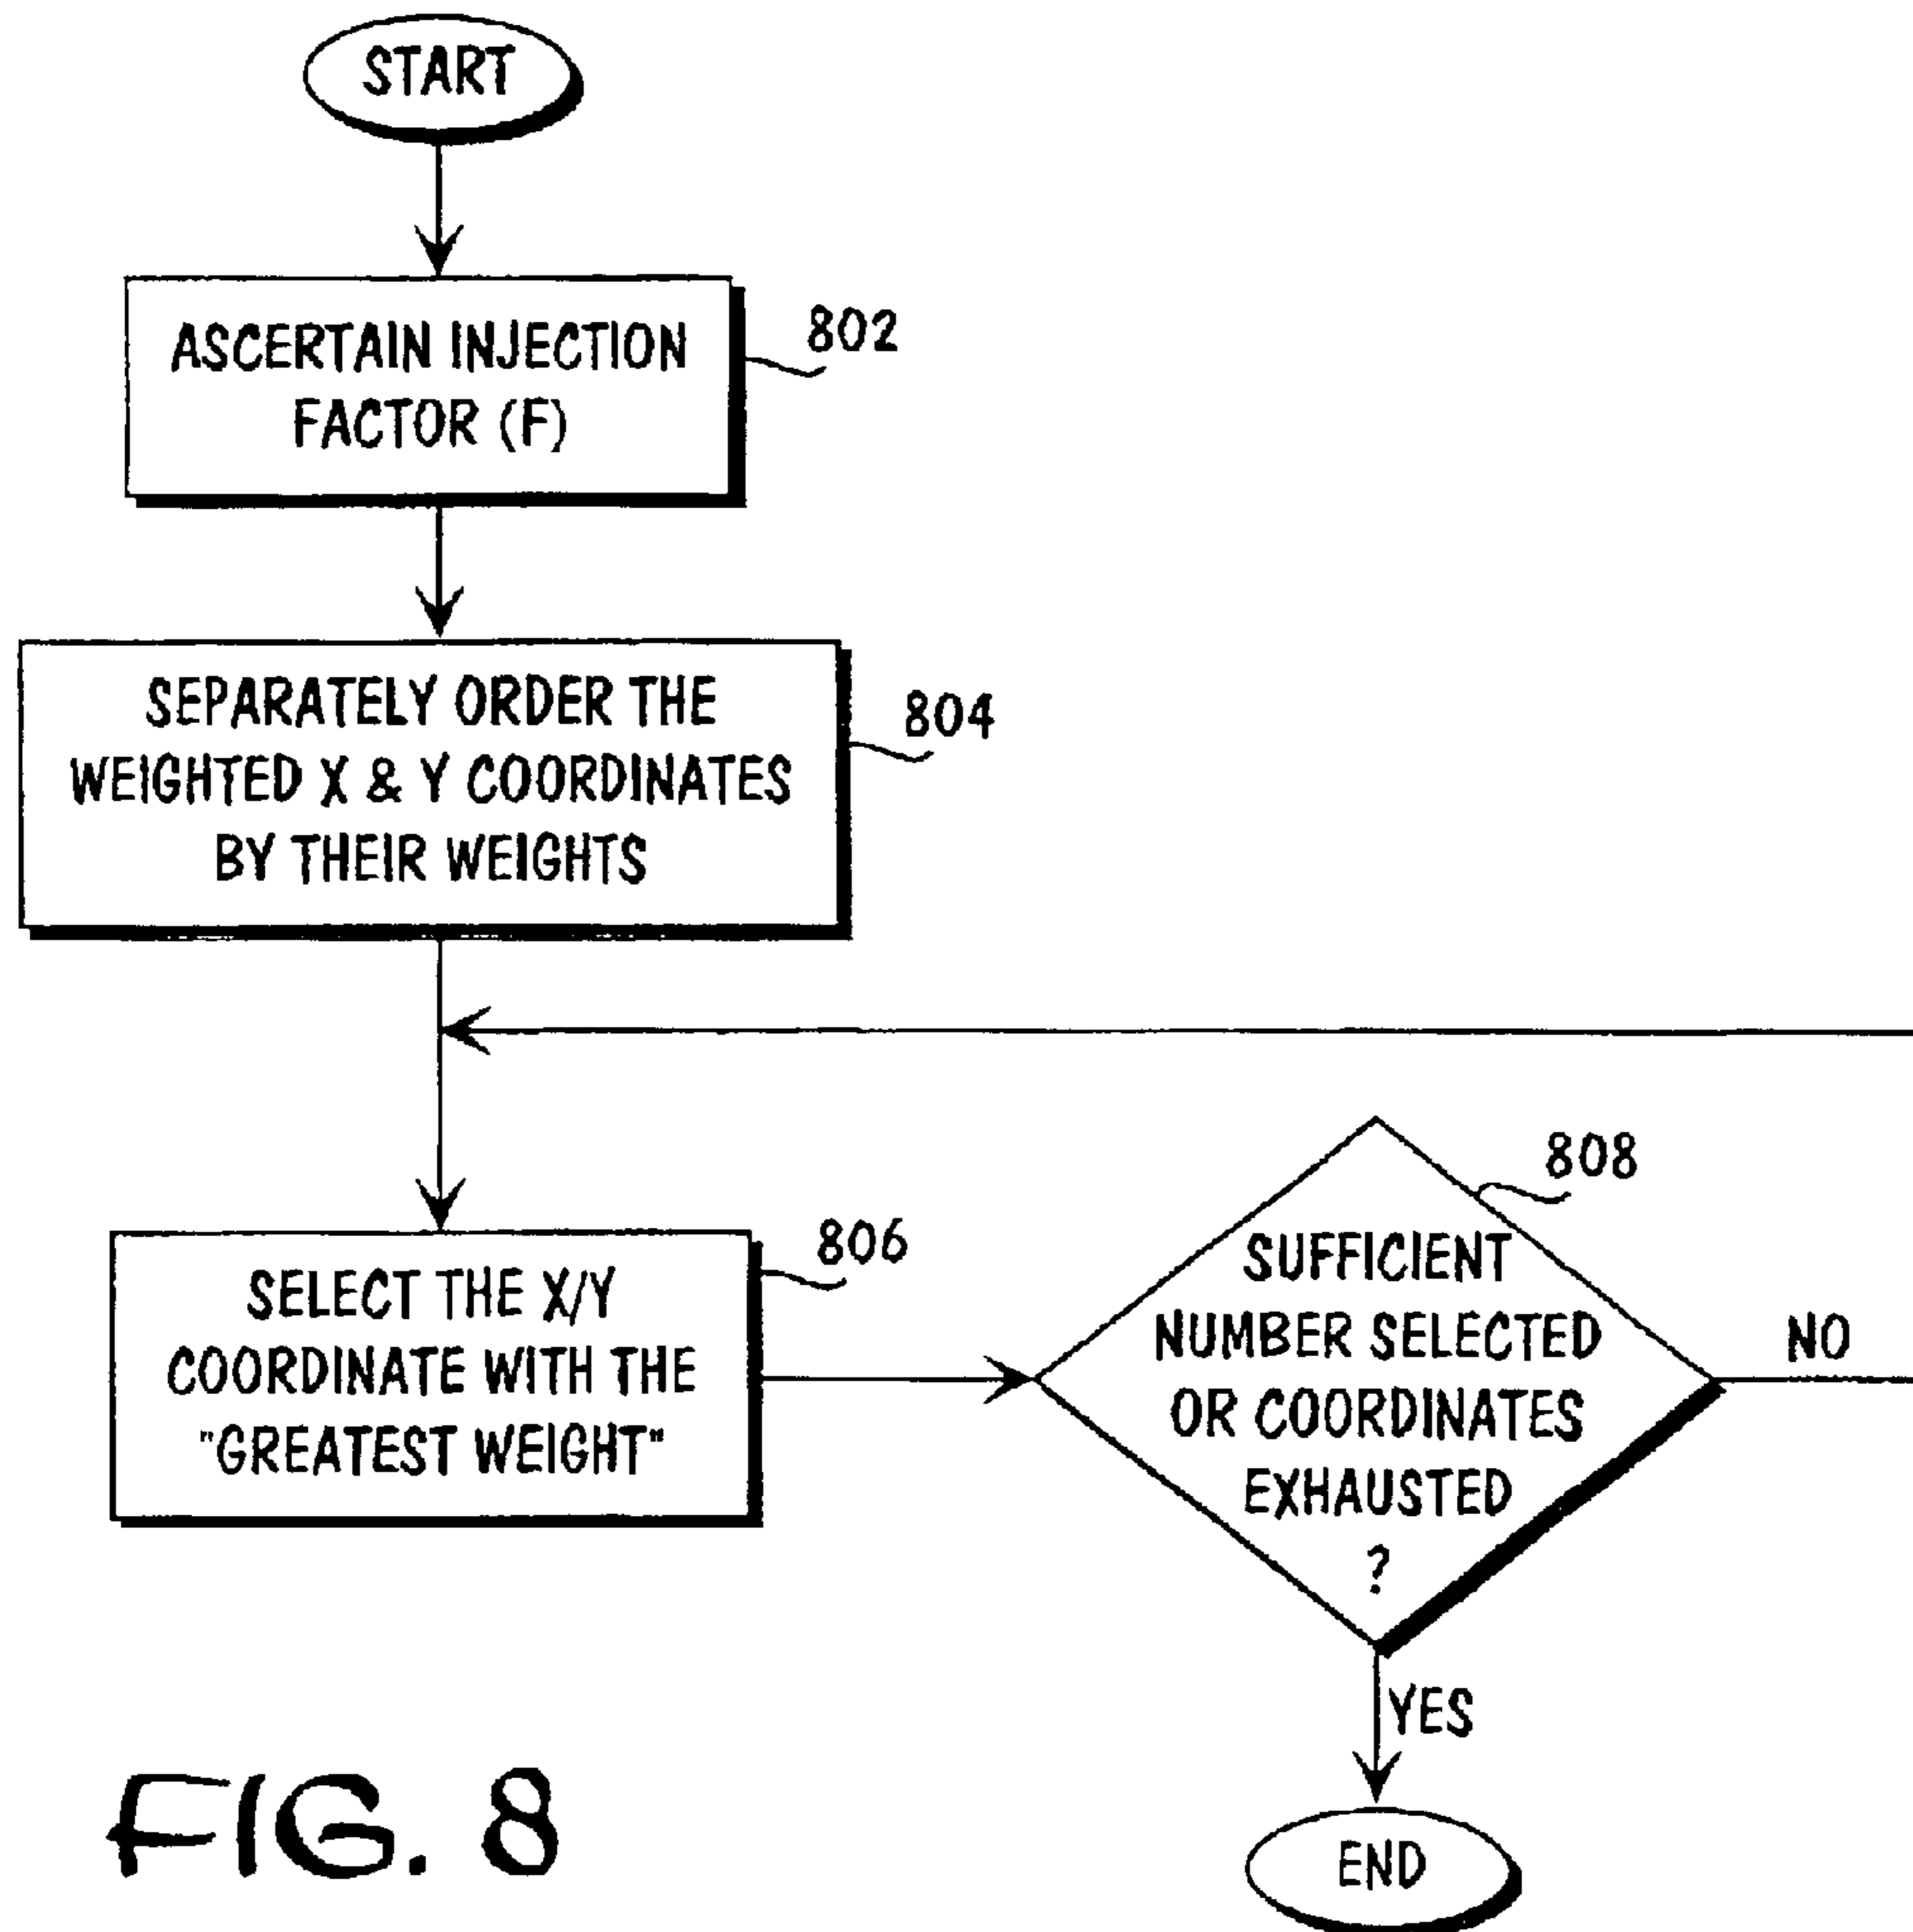 START
ASCERTAIN INJECTION
FACTOR (F)
802
SEPARATELY ORDER THE
WEIGHTED X & Y COORDINATES
BY THEIR WEIGHTS
804
SELECT THE X/Y
COORDINATE WITH THE
"GREATEST WEIGHT"
806
808
SUFFICIENT
NUMBER SELECTED
OR COORDINATES
EXHAUSTED
?
NO
YES
END
FIG. 8